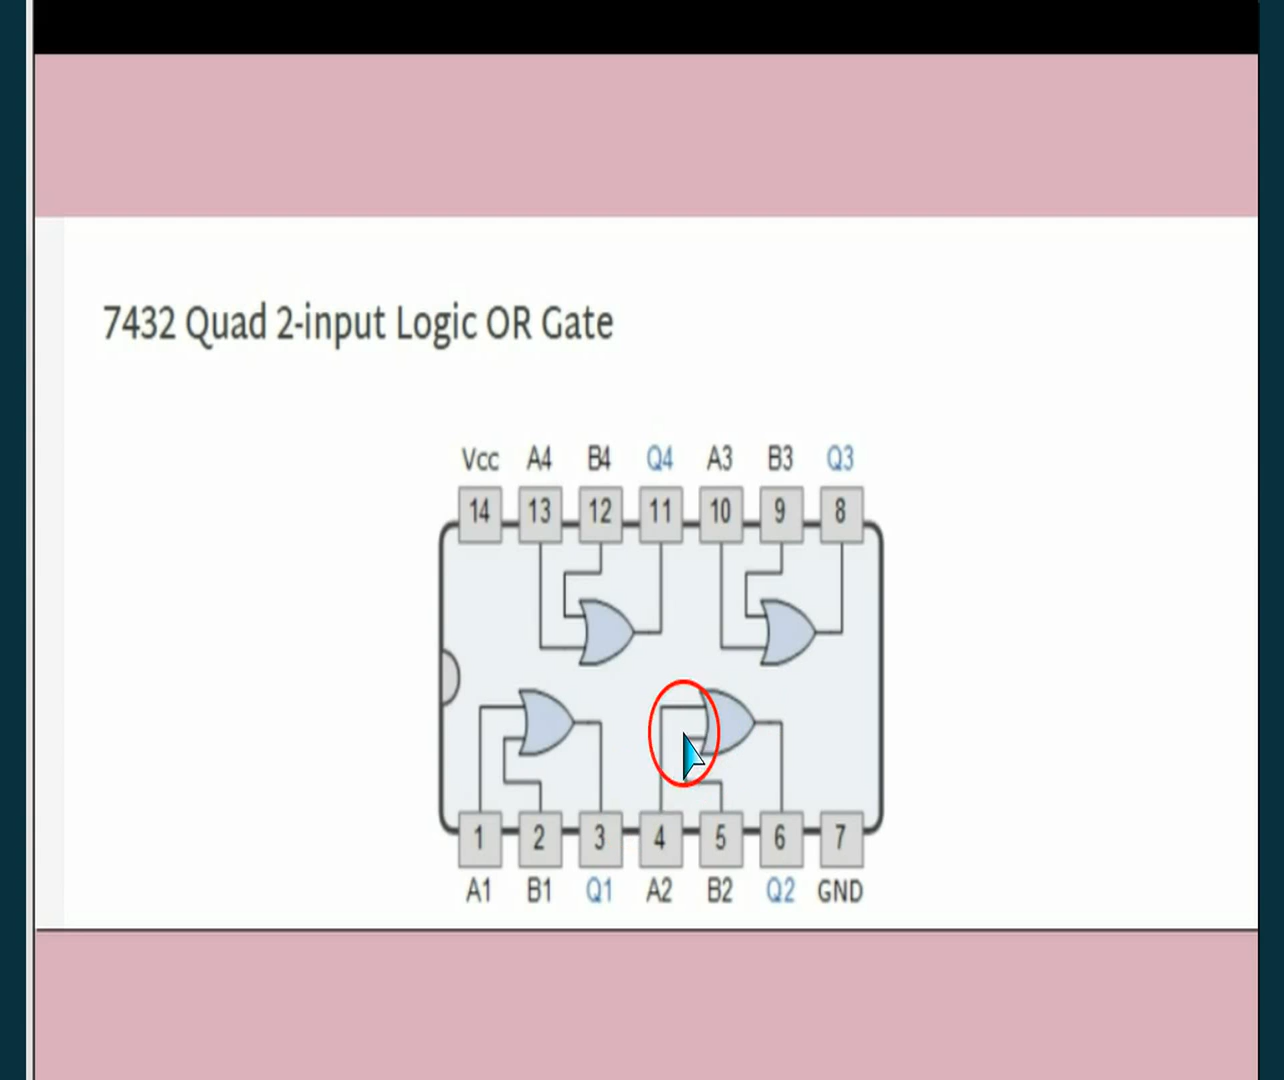 7432 Quad 2-input Logic OR Gate
Vcc A4 B4 Q4 A3 B3 Q3
14 13 12 11 10 9 8
1 2 3 4 5 6 7
A1 B1 Q1 A2 B2 Q2 GND